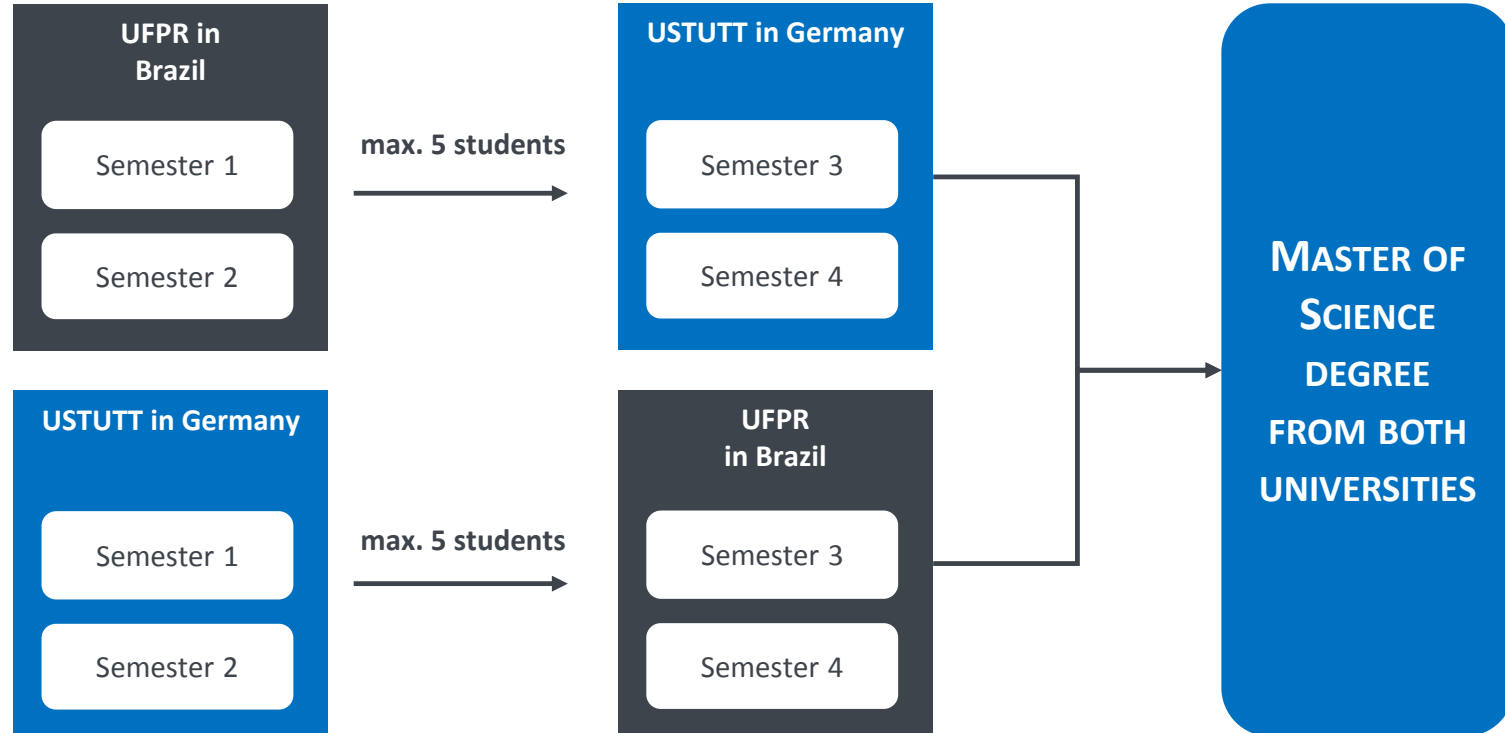 UFPR in
Brazil
Semester 1
Semester 2
max. 5 students
USTUTT in Germany
Semester 3
Semester 4
USTUTT in Germany
Semester 1
Semester 2
max. 5 students
UFPR
in Brazil
Semester 3
Semester 4
MASTER OF
SCIENCE
DEGREE
FROM BOTH
UNIVERSITIES